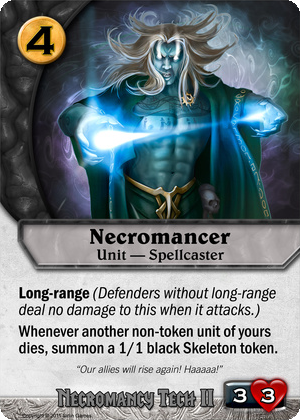 4
Necromancer
Unit — Spellcaster
Long-range (Defenders without long-range
deal no damage to this when it attacks.)
Whenever another non-token unit of yours
dies, summon a 1/1 black Skeleton token.
"Our allies will rise again! Haaaaa!"
Necromancy Tech II
3 3